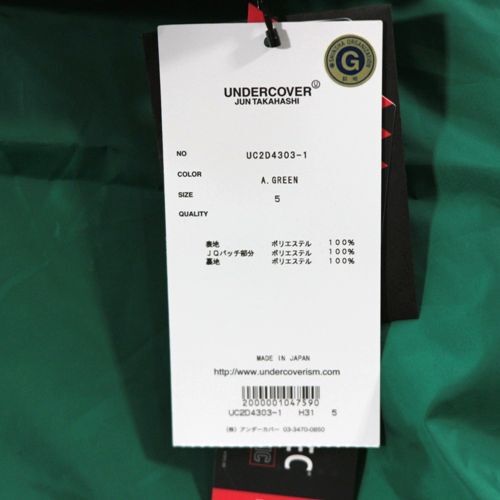 UNDERCOVER
JUN TAKAHASHI
G
NO UC2D4303-1
COLOR A.GREEN
SIZE 5
QUALITY
表地 ポリエステル 100%
JQパッチ部分 ポリエステル 100%
裏地 ポリエステル 100%
MADE IN JAPAN
http://www.undercoverism.com
2000001047590
UC2D4303-1 H31 5
(株) アンダーカバー 03-3470-0850
EC